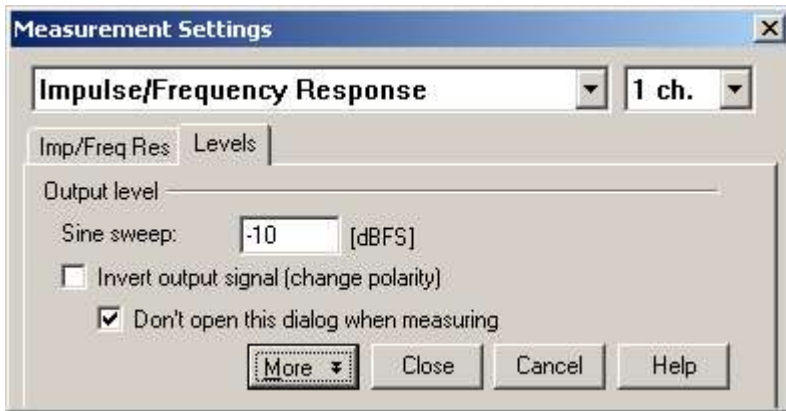 Measurement Settings
Impulse/Frequency Response 1 ch.
Imp/Freq Res Levels
Output level
Sine sweep: -10 [dBFS]
Invert output signal (change polarity)
Don't open this dialog when measuring
More Close Cancel Help